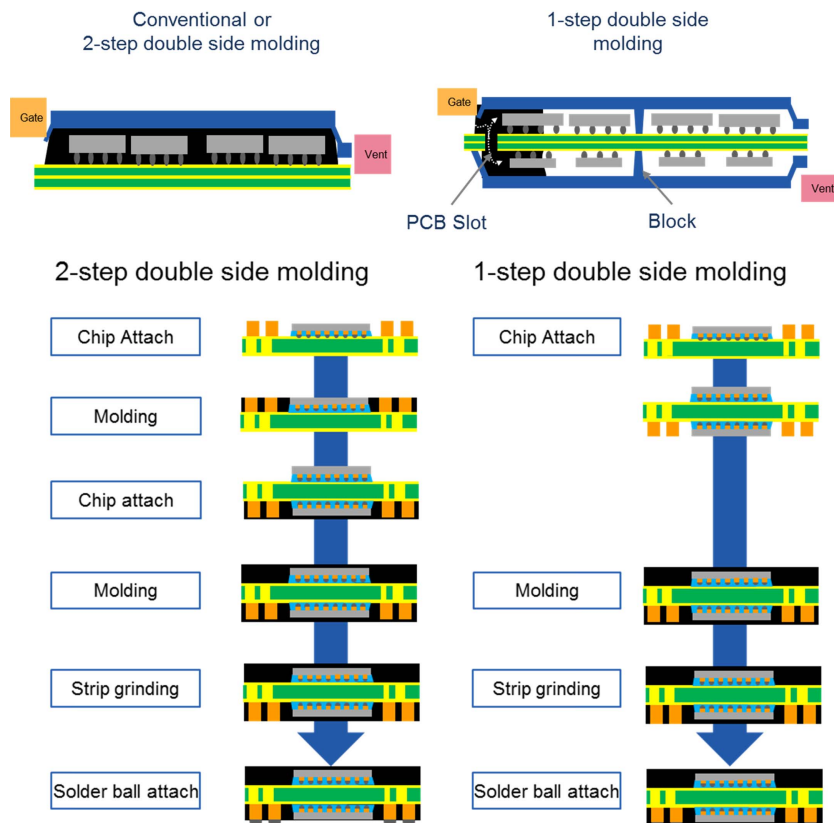 Conventional or
2-step double side molding
1-step double side
molding
Gate
Vent
Gate
Vent
PCB Slot
Block
2-step double side molding
1-step double side molding
Chip Attach
Chip Attach
Molding
Chip attach
Molding
Molding
Strip grinding
Strip grinding
Solder ball attach
Solder ball attach